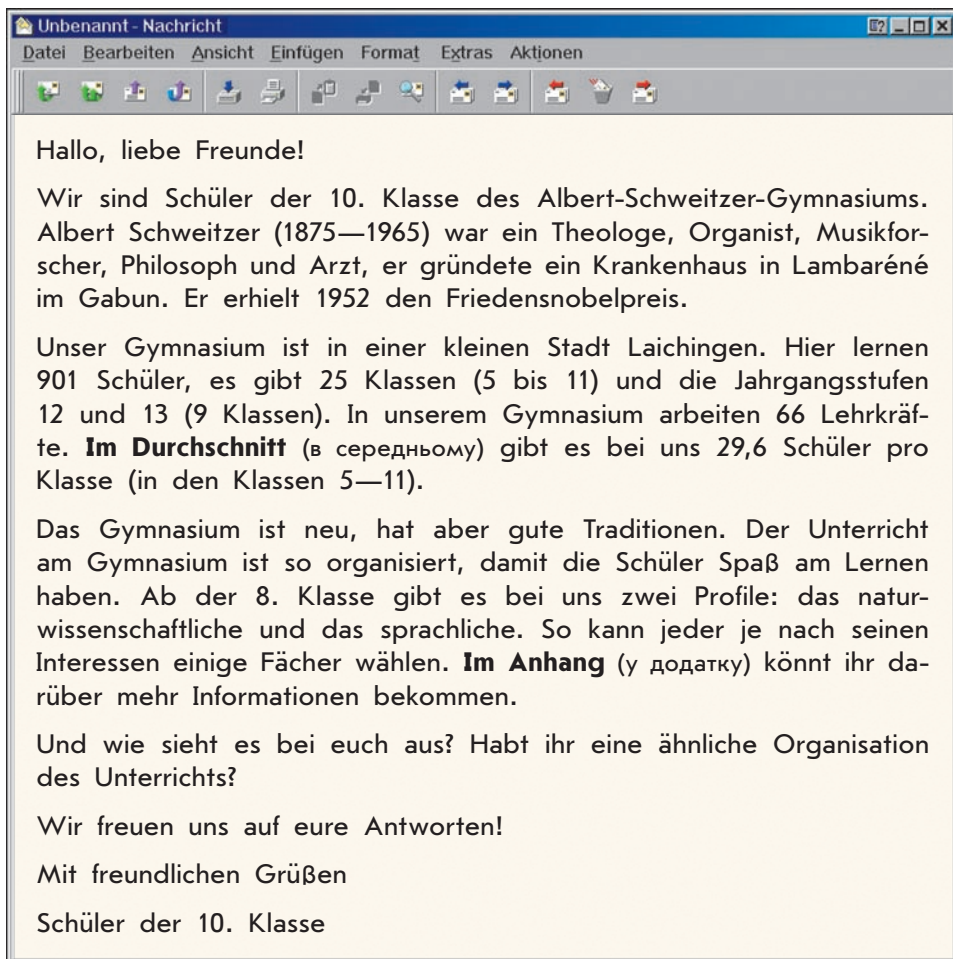 Unbenannt - Nachricht
Datei Bearbeiten Ansicht Einfügen Format Extras Aktionen
Hallo, liebe Freunde!
Wir sind Schüler der 10. Klasse des Albert-Schweitzer-Gymnasiums.
Albert Schweitzer (1875—1965) war ein Theologe, Organist, Musikfor-
scher, Philosoph und Arzt, er gründete ein Krankenhaus in Lambaréné
im Gabun. Er erhielt 1952 den Friedensnobelpreis.
Unser Gymnasium ist in einer kleinen Stadt Laichingen. Hier lernen
901 Schüler, es gibt 25 Klassen (5 bis 11) und die Jahrgangsstufen
12 und 13 (9 Klassen). In unserem Gymnasium arbeiten 66 Lehrkräf-
te. Im Durchschnitt (в середньому) gibt es bei uns 29,6 Schüler pro
Klasse (in den Klassen 5—11).
Das Gymnasium ist neu, hat aber gute Traditionen. Der Unterricht
am Gymnasium ist so organisiert, damit die Schüler Spaß am Lernen
haben. Ab der 8. Klasse gibt es bei uns zwei Profile: das natur-
wissenschaftliche und das sprachliche. So kann jeder je nach seinen
Interessen einige Fächer wählen. Im Anhang (у додатку) könnt ihr da-
rüber mehr Informationen bekommen.
Und wie sieht es bei euch aus? Habt ihr eine ähnliche Organisation
des Unterrichts?
Wir freuen uns auf eure Antworten!
Mit freundlichen Grüßen
Schüler der 10. Klasse